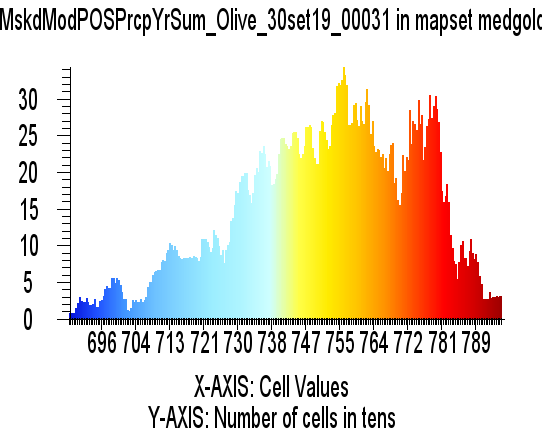 MskdModPOSPrcpYrSum_Olive_30set19_00031 in mapset medgold
30
25
20
15
10
5
0
696 704 713 721 730 738 747 755 764 772 781 789
X-AXIS: Cell Values
Y-AXIS: Number of cells in tens